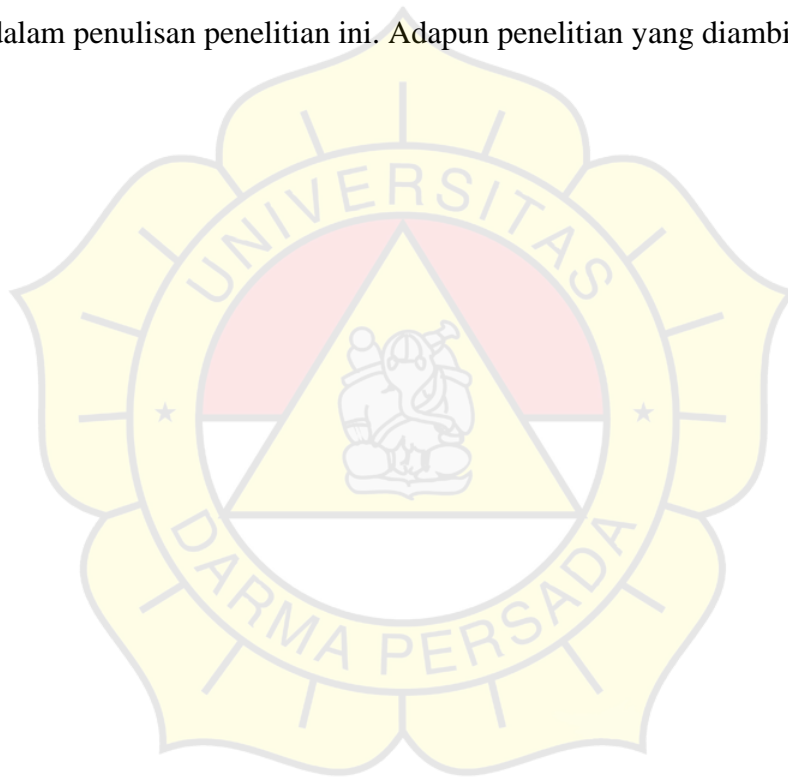 dalam penulisan penelitian ini. Adapun penelitian yang diambi
UNIVERSITAS
DARMA PERSADA